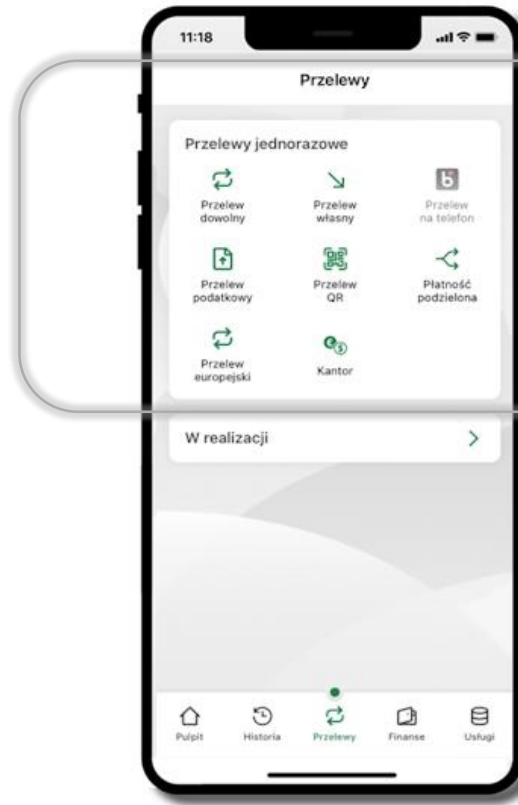 11:18
Przelewy
Przelewy jednorazowe
Przelew
dowolny
Przelew
własny
Przelew
na telefon
Przelew
podatkowy
Przelew
QR
Płatność
podzielona
Przelew
europejski
Kantor
W realizacji
Pulpit
Historia
Przelewy
Finanse
Usługi